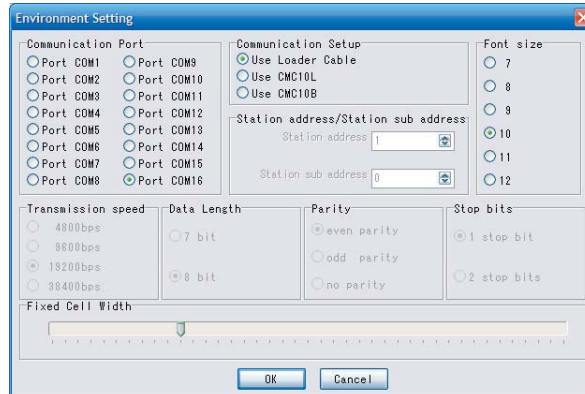 Environment Setting
Communication Port
Port COM1
Port COM2
Port COM3
Port COM4
Port COM5
Port COM6
Port COM7
Port COM8
Port COM9
Port COM10
Port COM11
Port COM12
Port COM13
Port COM14
Port COM15
Port COM16
Communication Setup
Use Loader Cable
Use CMC10L
Use CMC10B
Station address/Station sub address
Station address 1
Station sub address 0
Font size
7
8
9
10
11
12
Transmission speed
4800bps
9600bps
19200bps
38400bps
Data Length
7 bit
8 bit
Parity
even parity
odd parity
no parity
Stop bits
1 stop bit
2 stop bits
Fixed Cell Width
OK
Cancel